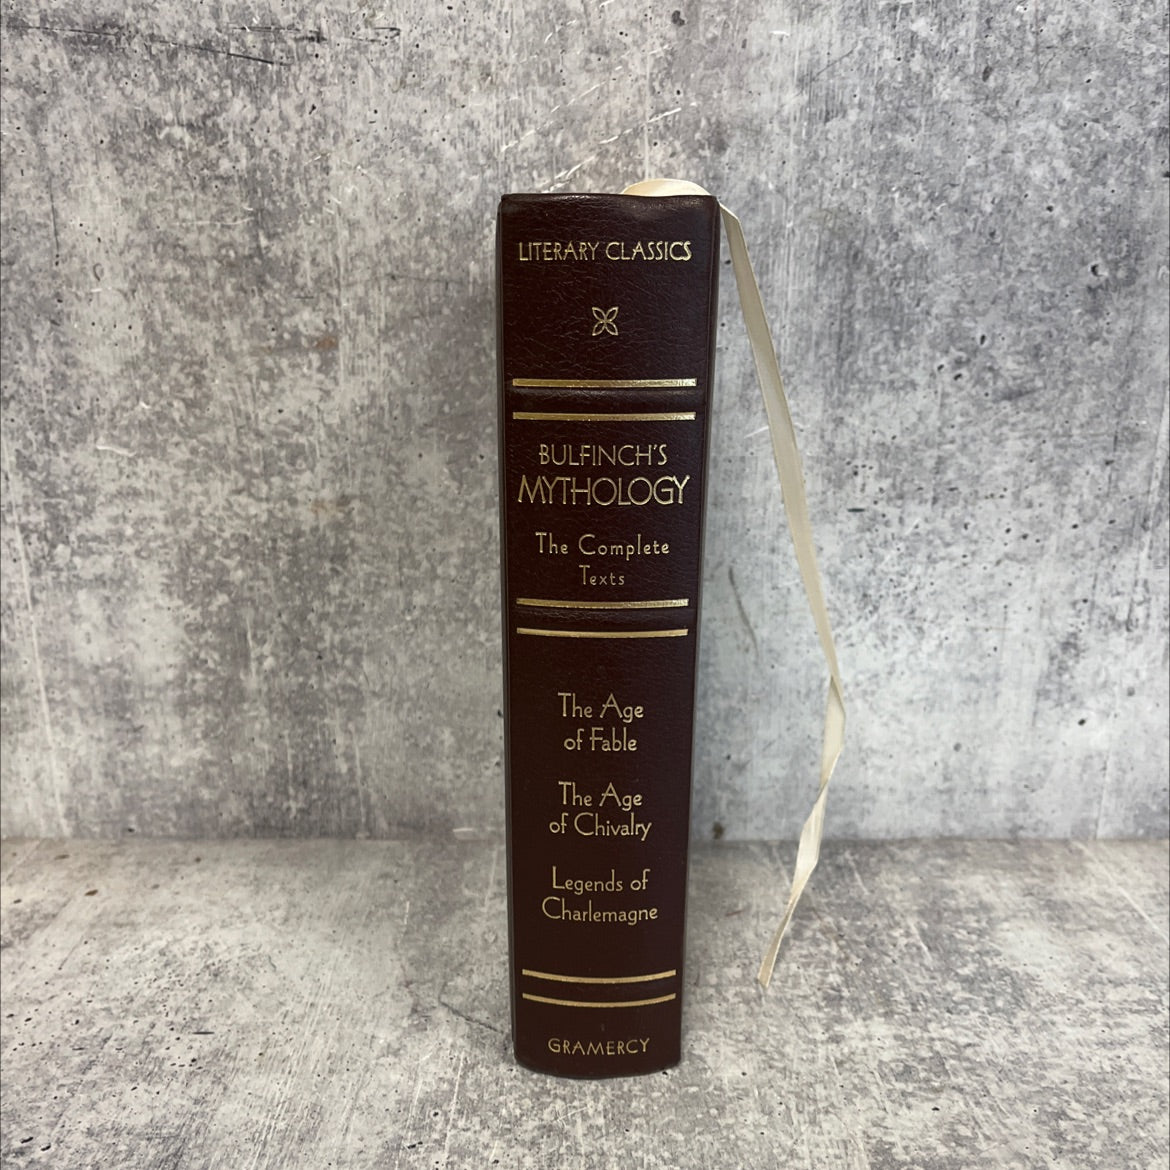 LITERARY CLASSICS
BULFINCH'S
MYTHOLOGY
The Complete
Texts
The Age
of Fable
The Age
of Chivalry
Legends of
Charlemagne
GRAMERCY